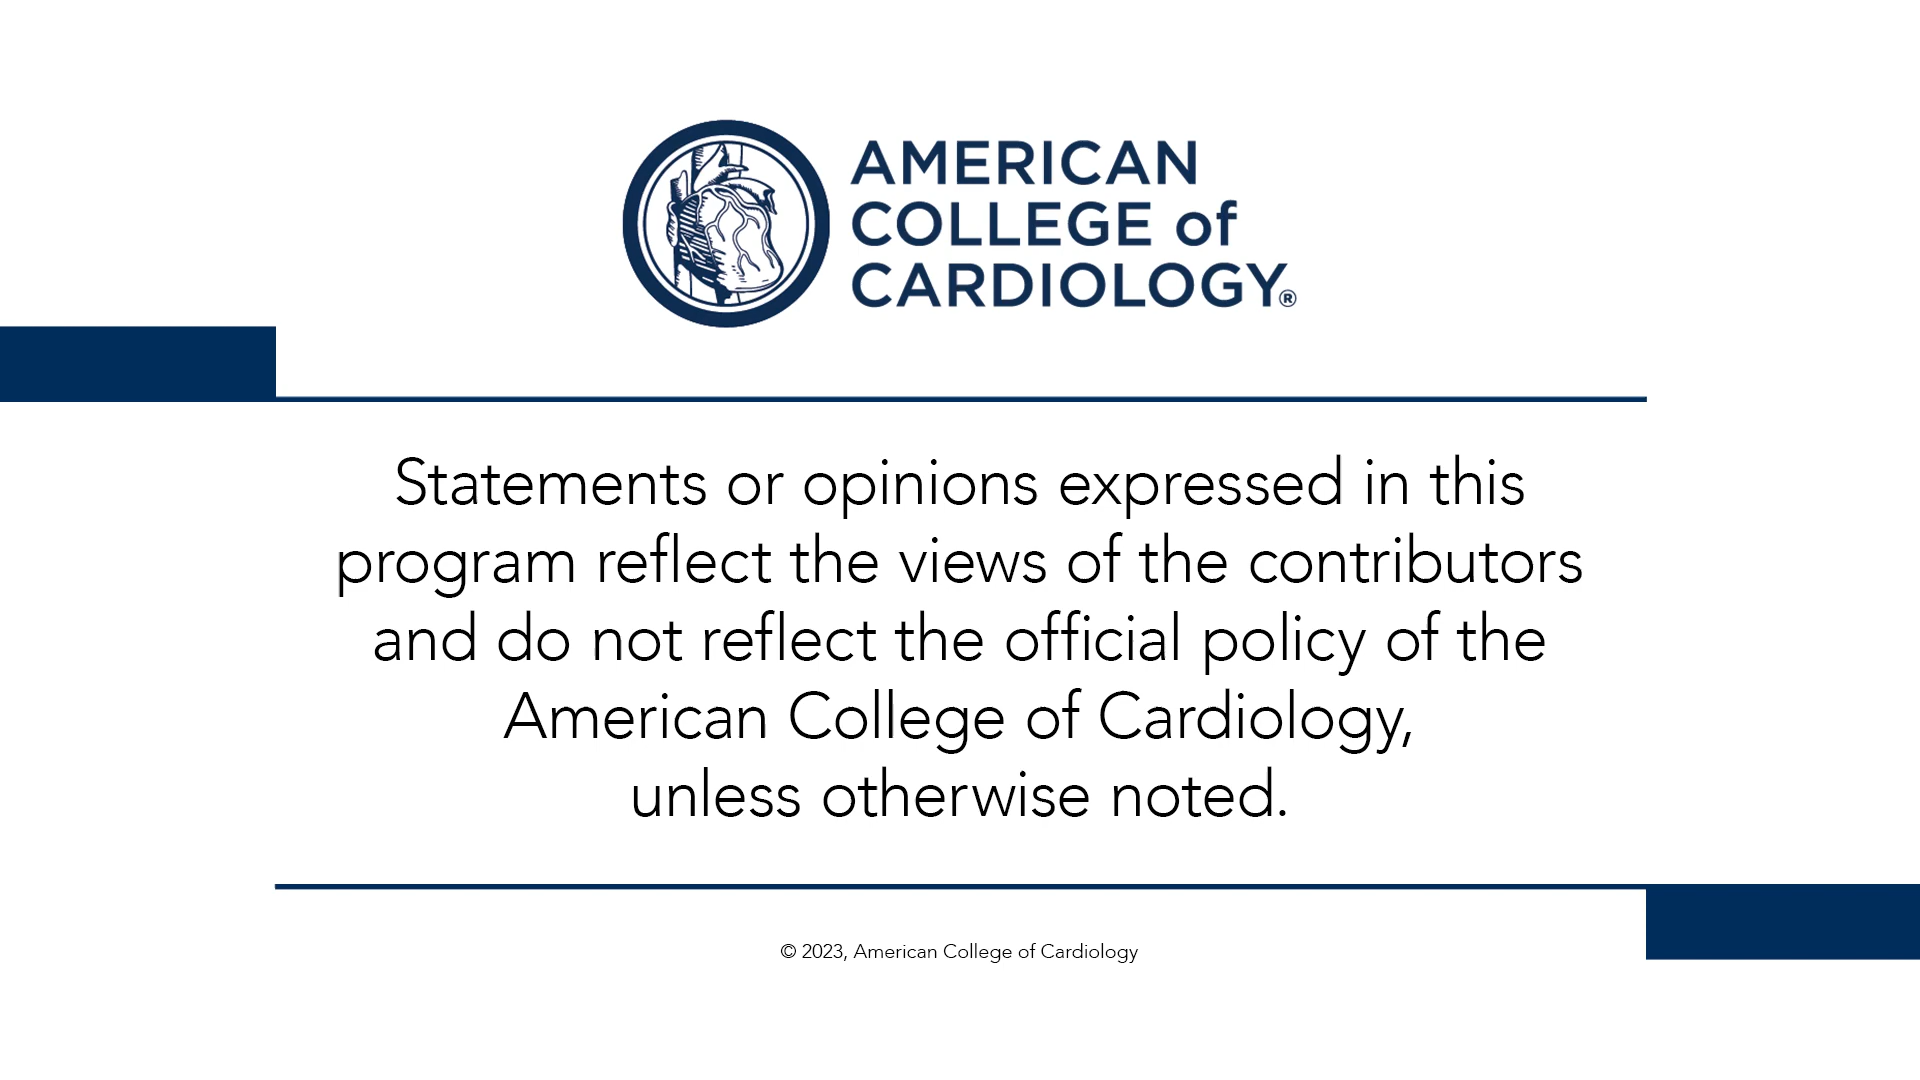 AMERICAN
COLLEGE of
CARDIOLOGY®
Statements or opinions expressed in this
program reflect the views of the contributors
and do not reflect the official policy of the
American College of Cardiology,
unless otherwise noted.
© 2023, American College of Cardiology